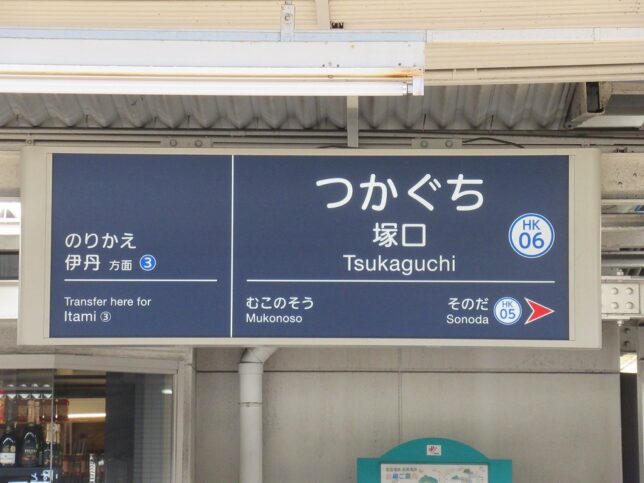 のりかえ
伊丹 方面 3
Transfer here for
Itami 3
つかぐち
塚口
Tsukaguchi
HK
06
むこのそう
Mukonoso
そのだ
Sonoda
HK
05